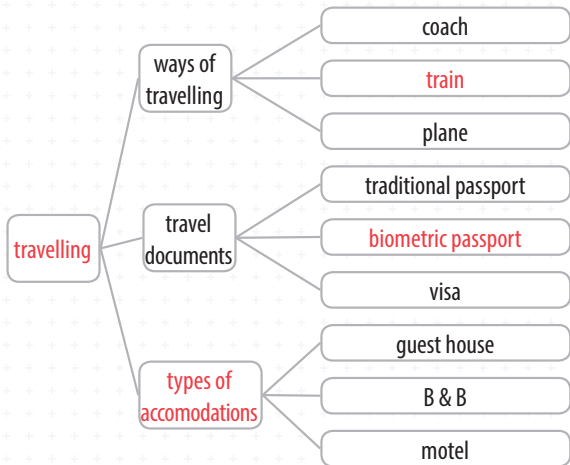 travelling
ways of
travelling
coach
train
plane
travel
documents
traditional passport
biometric passport
visa
types of
accomodations
guest house
B & B
motel